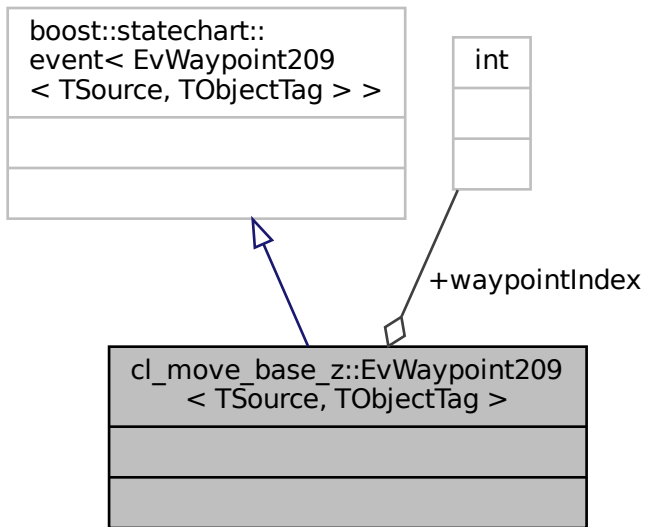 boost::statechart::
event< EvWaypoint209
< TSource, TObjectTag > >
int
+waypointIndex
cl_move_base_z::EvWaypoint209
< TSource, TObjectTag >